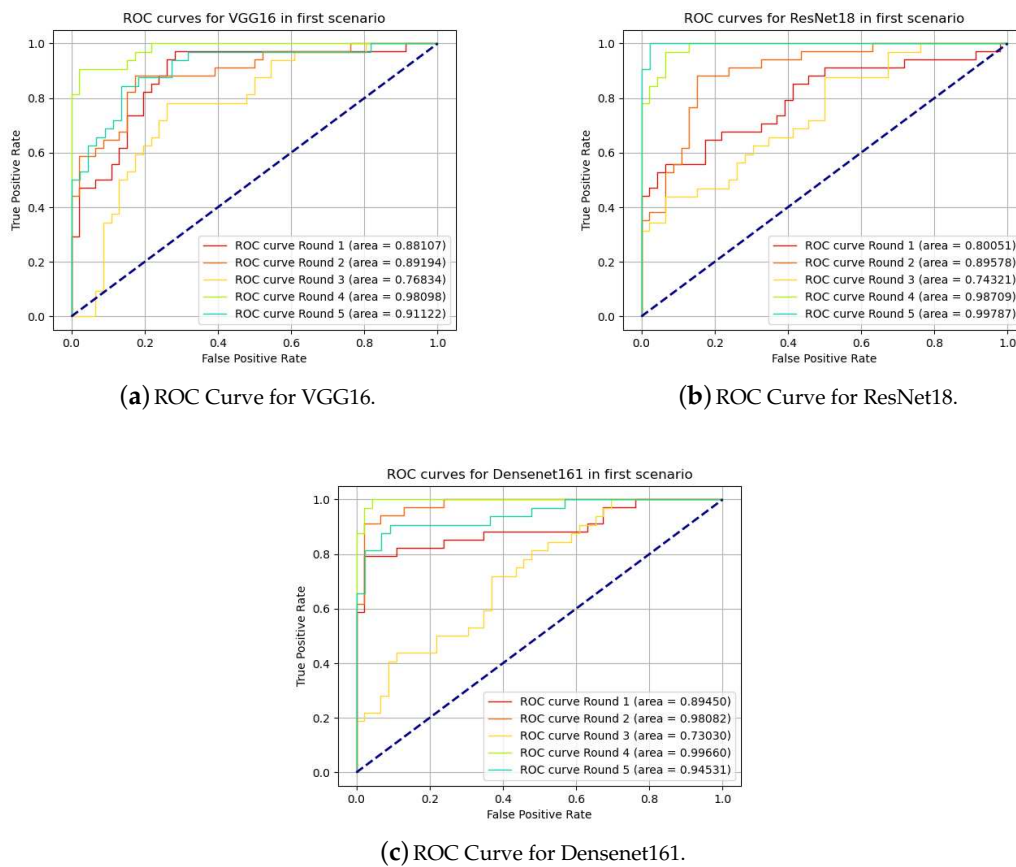 ROC curves for VGG16 in first scenario
True Positive Rate
1.0
0.8
0.6
0.4
0.2
0.0
ROC curve Round 1 (area = 0.88107)
ROC curve Round 2 (area = 0.89194)
ROC curve Round 3 (area = 0.76834)
ROC curve Round 4 (area = 0.98098)
ROC curve Round 5 (area = 0.91122)
0.0 0.2 0.4 0.6 0.8 1.0
False Positive Rate
(a) ROC Curve for VGG16.
ROC curves for ResNet18 in first scenario
True Positive Rate
1.0
0.8
0.6
0.4
0.2
0.0
ROC curve Round 1 (area = 0.80051)
ROC curve Round 2 (area = 0.89578)
ROC curve Round 3 (area = 0.74321)
ROC curve Round 4 (area = 0.98709)
ROC curve Round 5 (area = 0.99787)
0.0 0.2 0.4 0.6 0.8 1.0
False Positive Rate
(b) ROC Curve for ResNet18.
ROC curves for Densenet161 in first scenario
True Positive Rate
1.0
0.8
0.6
0.4
0.2
0.0
ROC curve Round 1 (area = 0.89450)
ROC curve Round 2 (area = 0.98082)
ROC curve Round 3 (area = 0.73030)
ROC curve Round 4 (area = 0.99660)
ROC curve Round 5 (area = 0.94531)
0.0 0.2 0.4 0.6 0.8 1.0
False Positive Rate
(c) ROC Curve for Densenet161.